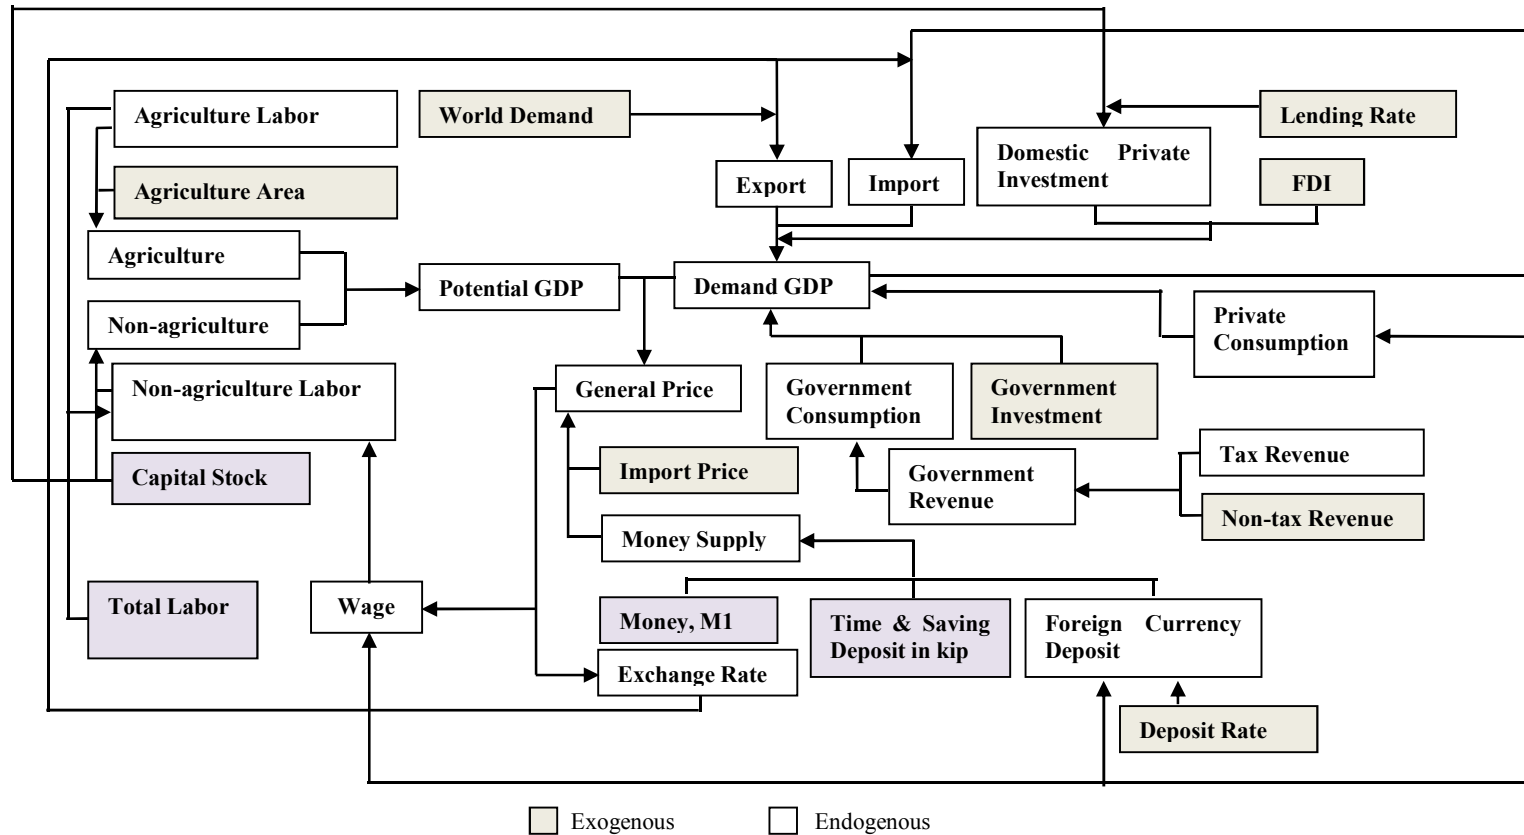 Agriculture Labor
World Demand
Lending Rate
Domestic Private
Investment
Agriculture Area
Export
Import
FDI
Agriculture
Potential GDP
Demand GDP
Non-agriculture
Private
Consumption
Non-agriculture Labor
General Price
Government
Consumption
Government
Investment
Capital Stock
Import Price
Government
Revenue
Tax Revenue
Non-tax Revenue
Money Supply
Total Labor
Wage
Money, M1
Time & Saving
Deposit in kip
Foreign Currency
Deposit
Exchange Rate
Deposit Rate
Exogenous
Endogenous